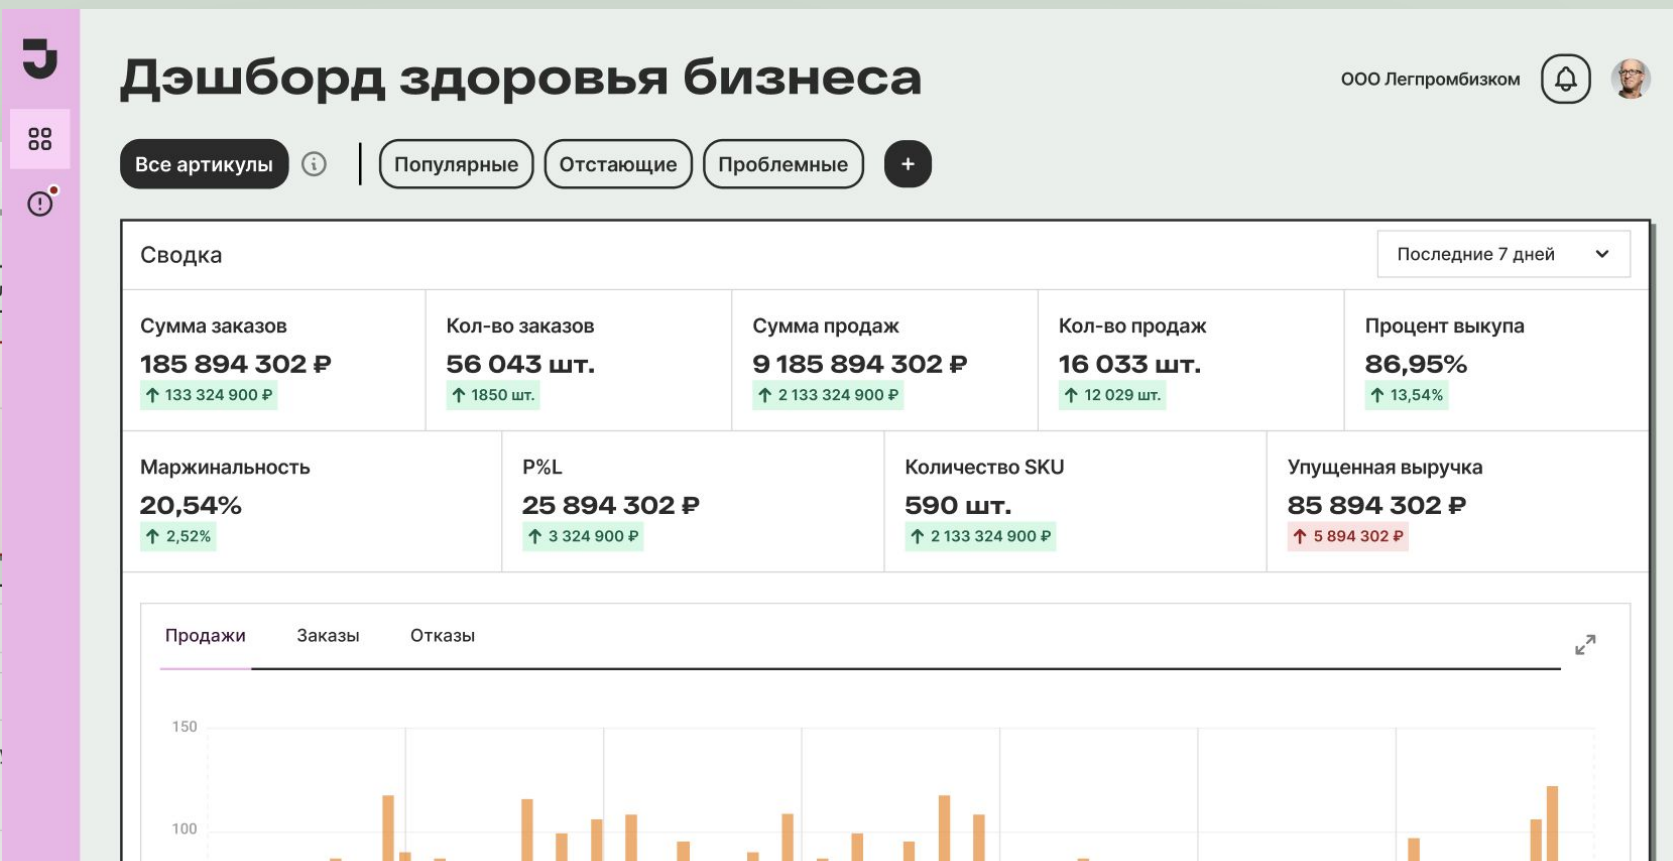 Дэшборд здоровья бизнеса
ООО Легпромбизком
Все артикулы
Популярные
Отстающие
Проблемные
+
Сводка
Последние 7 дней
Сумма заказов
185 894 302 ₽
↑ 133 324 900 ₽
Кол-во заказов
56 043 шт.
↑ 1850 шт.
Сумма продаж
9 185 894 302 ₽
↑ 2 133 324 900 ₽
Кол-во продаж
16 033 шт.
↑ 12 029 шт.
Процент выкупа
86,95%
↑ 13,54%
Маржинальность
20,54%
↑ 2,52%
P%L
25 894 302 ₽
↑ 3 324 900 ₽
Количество SKU
590 шт.
↑ 2 133 324 900 ₽
Упущенная выручка
85 894 302 ₽
↑ 5 894 302 ₽
Продажи
Заказы
Отказы
150
100